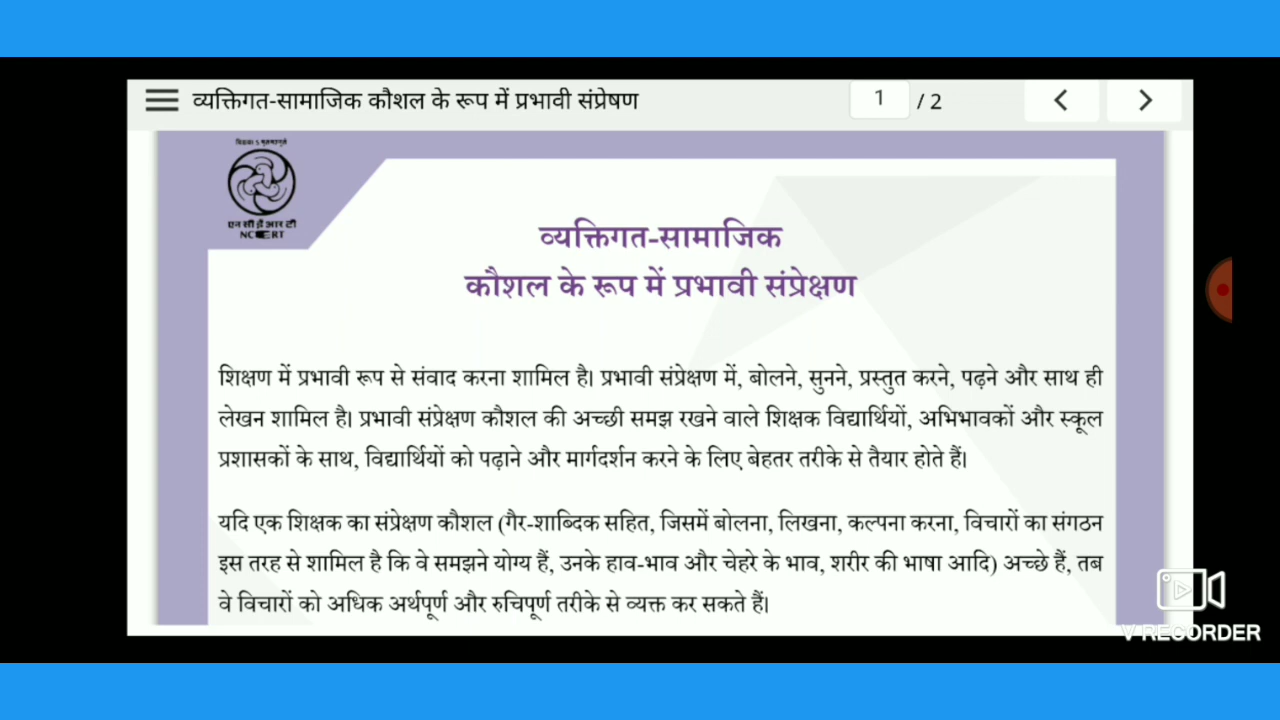 व्यक्तिगत-सामाजिक कौशल के रूप में प्रभावी संप्रेषण
1 / 2
एन सी ई आर टी
NCERT
व्यक्तिगत-सामाजिक
कौशल के रूप में प्रभावी संप्रेक्षण
शिक्षण में प्रभावी रूप से संवाद करना शामिल है। प्रभावी संप्रेक्षण में, बोलने, सुनने, प्रस्तुत करने, पढ़ने और साथ ही
लेखन शामिल है। प्रभावी संप्रेक्षण कौशल की अच्छी समझ रखने वाले शिक्षक विद्यार्थियों, अभिभावकों और स्कूल
प्रशासकों के साथ, विद्यार्थियों को पढ़ाने और मार्गदर्शन करने के लिए बेहतर तरीके से तैयार होते हैं।
यदि एक शिक्षक का संप्रेक्षण कौशल (गैर-शाब्दिक सहित, जिसमें बोलना, लिखना, कल्पना करना, विचारों का संगठन
इस तरह से शामिल है कि वे समझने योग्य हैं, उनके हाव-भाव और चेहरे के भाव, शरीर की भाषा आदि) अच्छे हैं, तब
वे विचारों को अधिक अर्थपूर्ण और रुचिपूर्ण तरीके से व्यक्त कर सकते हैं।
V RECORDER